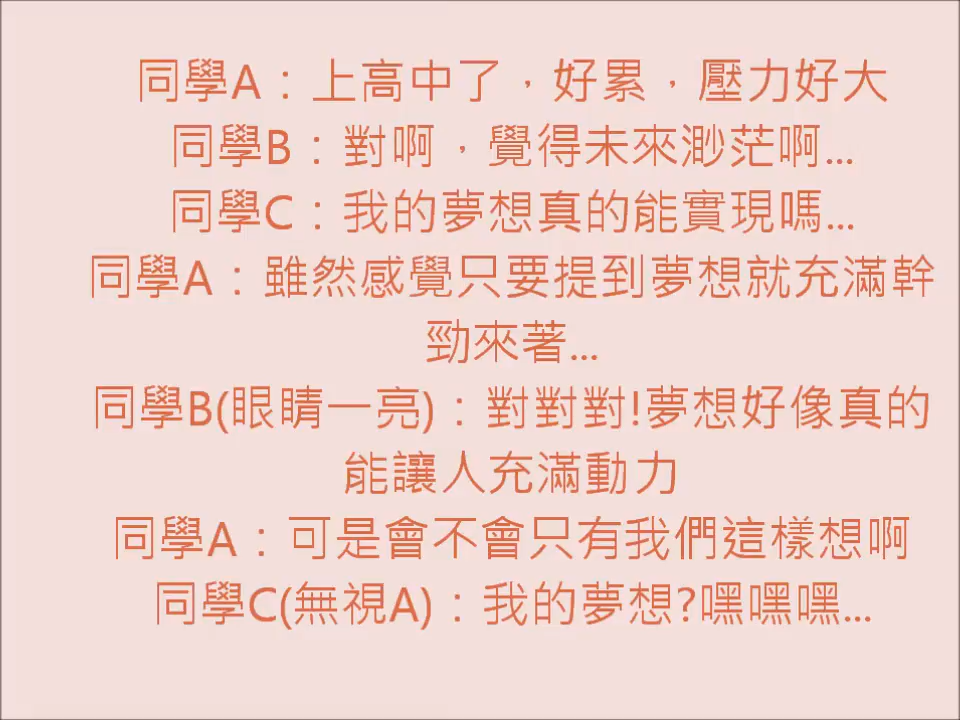 同學A：上高中了，好累，壓力好大
同學B：對啊，覺得未來渺茫啊...
同學C：我的夢想真的能實現嗎...
同學A：雖然感覺只要提到夢想就充滿幹
勁來著...
同學B(眼睛一亮)：對對對!夢想好像真的
能讓人充滿動力
同學A：可是會不會只有我們這樣想啊
同學C(無視A)：我的夢想?嘿嘿嘿...